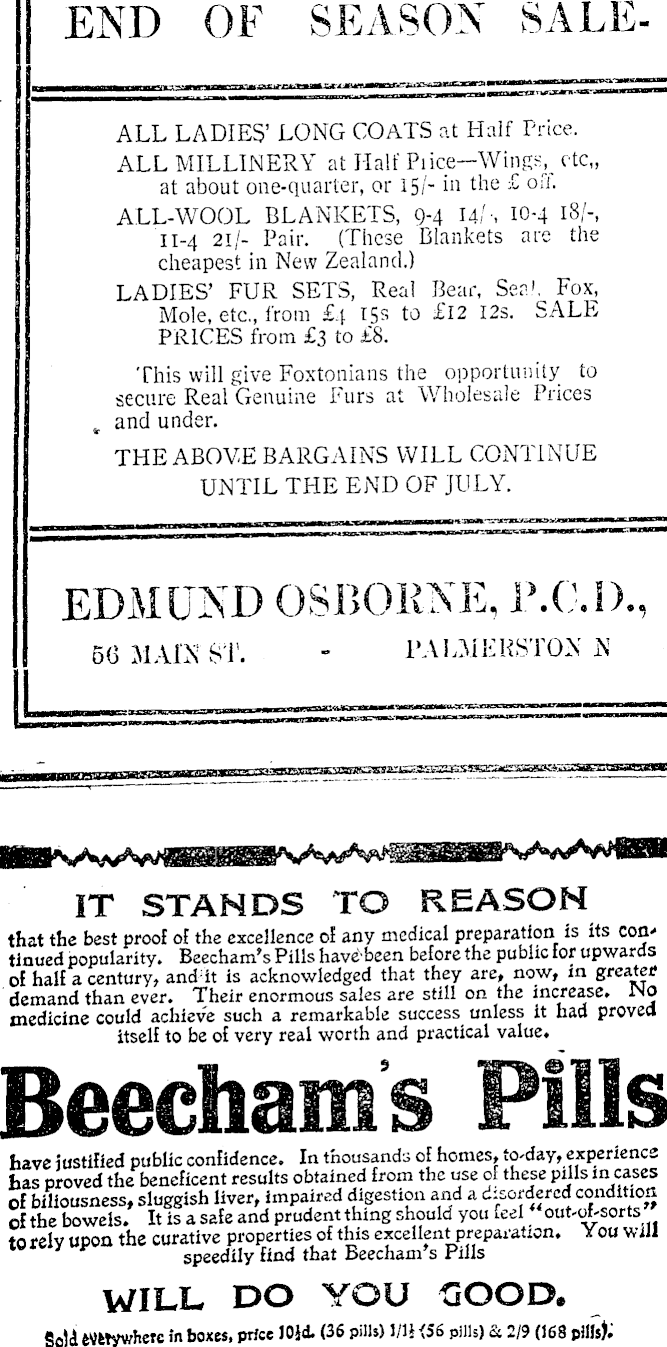 END OF SEASON SALE-
ALL LADIES' LONG COATS at Half Price.
ALL MILLINERY at Half Price—Wings, etc.,
at about one-quarter, or 15/- in the £ off.
ALL-WOOL BLANKETS, 9-4 14/-, 10-4 18/-,
11-4 21/- Pair. (These Blankets are the
cheapest in New Zealand.)
LADIES' FUR SETS, Real Bear, Seal, Fox,
Mole, etc., from £4 15s to £12 12s. SALE
PRICES from £3 to £8.
This will give Foxtonians the opportunity to
secure Real Genuine Furs at Wholesale Prices
and under.
THE ABOVE BARGAINS WILL CONTINUE
UNTIL THE END OF JULY.
EDMUND OSBORNE, P.C.D.,
56 MAIN ST. - PALMERSTON N
IT STANDS TO REASON
that the best proof of the excellence of any medical preparation is its con-
tinued popularity. Beecham's Pills have been before the public for upwards
of half a century, and it is acknowledged that they are, now, in greater
demand than ever. Their enormous sales are still on the increase. No
medicine could achieve such a remarkable success unless it had proved
itself to be of very real worth and practical value.
Beecham's Pills
have justified public confidence. In thousands of homes, to-day, experience
has proved the beneficent results obtained from the use of these pills in cases
of biliousness, sluggish liver, impaired digestion and a disordered condition
of the bowels. It is a safe and prudent thing should you feel "out-of-sorts"
to rely upon the curative properties of this excellent preparation. You will
speedily find that Beecham's Pills
WILL DO YOU GOOD.
Sold everywhere in boxes, price 10½d. (36 pills) 1/1½ (56 pills) & 2/9 (168 pills).